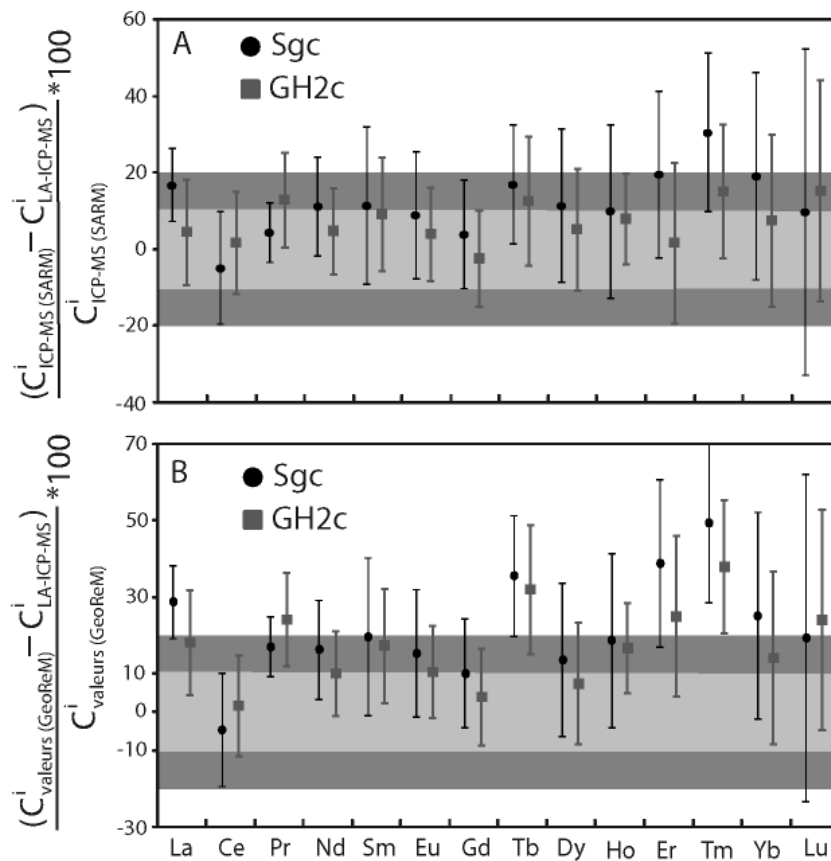 A
Sgc
GH2c
(C^i_ICP-MS (SARM) – C^i_LA-ICP-MS)
C^i_ICP-MS (SARM)
*100
60
40
20
0
-20
-40
B
Sgc
GH2c
(C^i_valeurs (GeoReM) – C^i_LA-ICP-MS)
C^i_valeurs (GeoReM)
*100
70
50
30
10
0
-10
-30
La Ce Pr Nd Sm Eu Gd Tb Dy Ho Er Tm Yb Lu